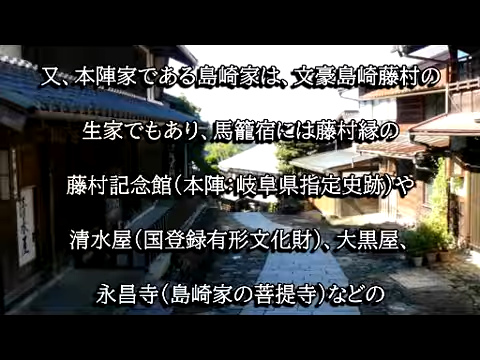 又、本陣家である島崎家は、文豪島崎藤村の
生家でもあり、馬籠宿には藤村縁の
藤村記念館（本陣：岐阜県指定史跡）や
清水屋（国登録有形文化財）、大黒屋、
永昌寺（島崎家の菩提寺）などの